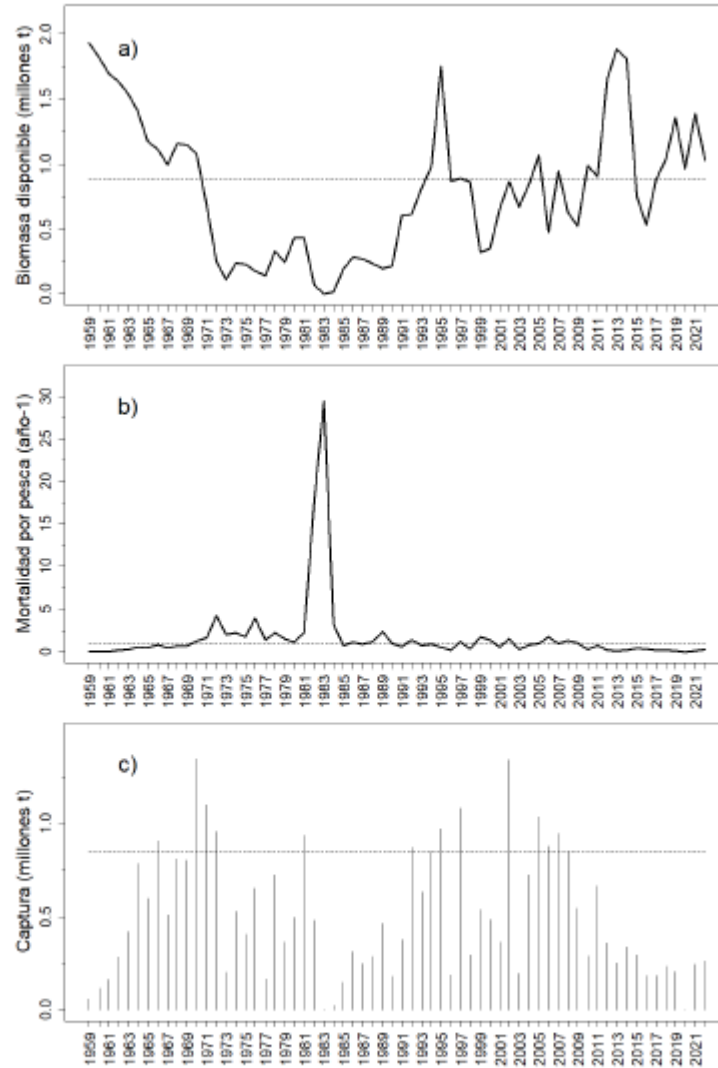 a)
Biomasa disponible (millones t)
2.0
1.5
1.0
0.5
0.0
1959 1961 1963 1965 1967 1969 1971 1973 1975 1977 1979 1981 1983 1985 1987 1989 1991 1993 1995 1997 1999 2001 2003 2005 2007 2009 2011 2013 2015 2017 2019 2021
b)
Mortalidad por pesca (año-1)
30
25
20
15
10
5
0
1959 1961 1963 1965 1967 1969 1971 1973 1975 1977 1979 1981 1983 1985 1987 1989 1991 1993 1995 1997 1999 2001 2003 2005 2007 2009 2011 2013 2015 2017 2019 2021
c)
Captura (millones t)
1.0
0.5
0.0
1959 1961 1963 1965 1967 1969 1971 1973 1975 1977 1979 1981 1983 1985 1987 1989 1991 1993 1995 1997 1999 2001 2003 2005 2007 2009 2011 2013 2015 2017 2019 2021